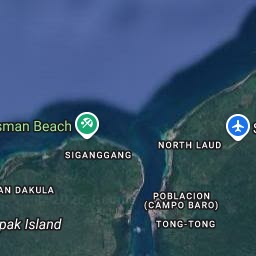 sman Beach
S
SIGANGGANG
NORTH LAUD
AN DAKULA
POBLACION
(CAMPO BARO)
pak Island
TONG-TONG